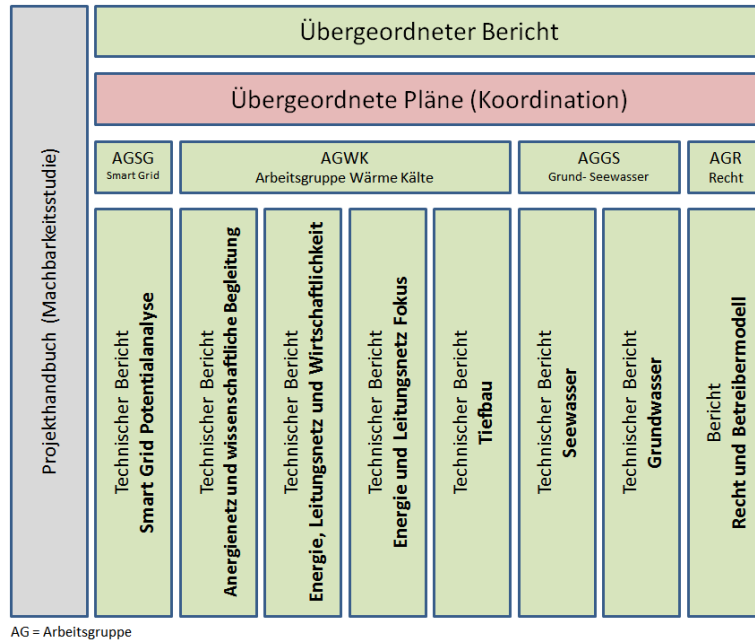 Projekthandbuch (Machbarkeitsstudie)
Übergeordneter Bericht
Übergeordnete Pläne (Koordination)
AGSG
Smart Grid
AGWK
Arbeitsgruppe Wärme Kälte
AGGS
Grund- Seewasser
AGR
Recht
Technischer Bericht
Smart Grid Potentialanalyse
Technischer Bericht
Anergienetz und wissenschaftliche Begleitung
Technischer Bericht
Energie, Leitungsnetz und Wirtschaftlichkeit
Technischer Bericht
Energie und Leitungsnetz Fokus
Technischer Bericht
Tiefbau
Technischer Bericht
Seewasser
Technischer Bericht
Grundwasser
Bericht
Recht und Betreibermodell
AG = Arbeitsgruppe